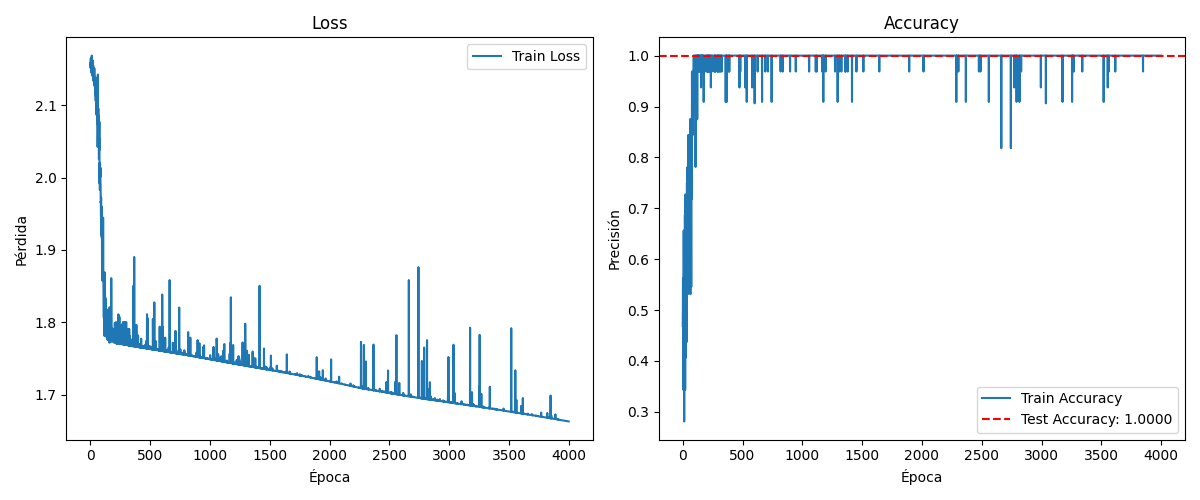 Loss
Pérdida
2.1
2.0
1.9
1.8
1.7
Train Loss
0 500 1000 1500 2000 2500 3000 3500 4000
Época
Accuracy
Precisión
1.0
0.9
0.8
0.7
0.6
0.5
0.4
0.3
Train Accuracy
Test Accuracy: 1.0000
0 500 1000 1500 2000 2500 3000 3500 4000
Época